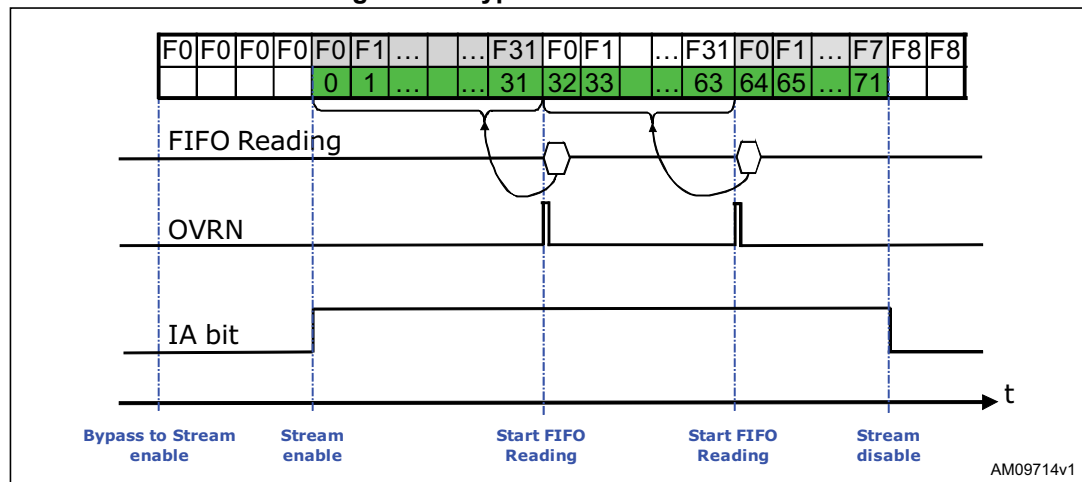 F0 F0 F0 F0 F0 F1 ... ... F31 F0 F1 ... F31 F0 F1 ... F7 F8 F8
0 1 ... ... 31 32 33 ... 63 64 65 ... 71
FIFO Reading
OVRN
IA bit
t
Bypass to Stream
enable
Stream
enable
Start FIFO
Reading
Start FIFO
Reading
Stream
disable
AM09714v1